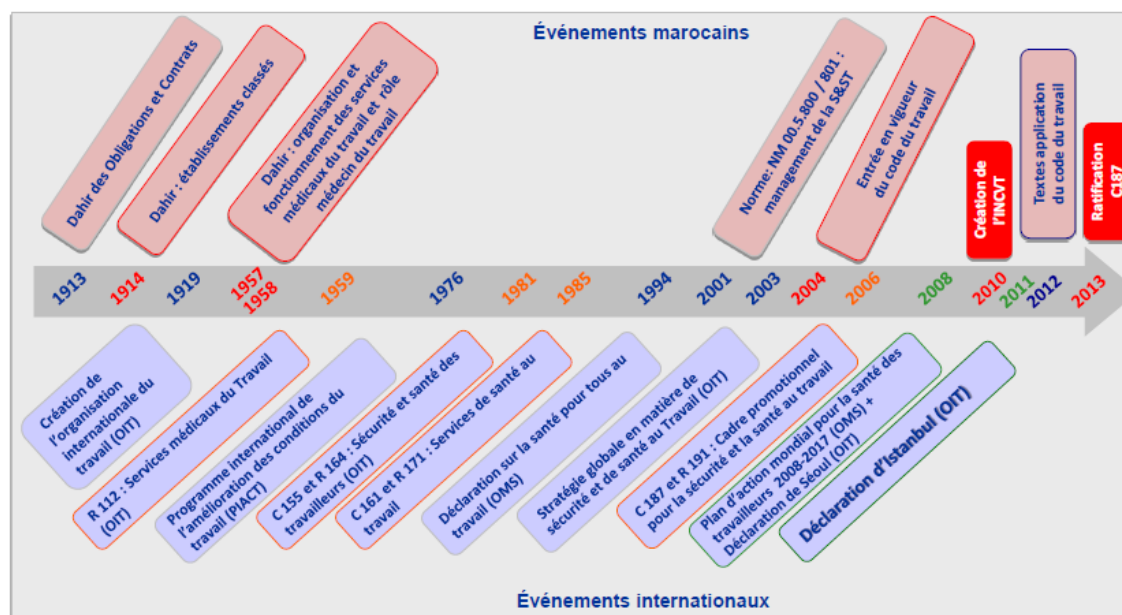 Événements marocains
Dahir des Obligations et Contrats
Dahir : établissements classés
Dahir : organisation et
fonctionnement des services
médicaux du travail et rôle
médecin du travail
Norme: NM 00.5.800 / 801 :
management de la S&ST
Entrée en vigueur
du code du travail
Création de
l'INCVT
Textes application
du code du travail
Ratification
C187
1913
1914
1919
1957
1958
1959
1976
1981
1985
1994
2001
2003
2004
2006
2008
2010
2011
2012
2013
Création de
l'organisation
internationale du
travail (OIT)
R 112 : Services médicaux du Travail
(OIT)
Programme international de
l'amélioration des conditions du
travail (PIACT)
C 155 et R 164 : Sécurité et santé des
travailleurs (OIT)
C 161 et R 171 : Services de santé au
travail
Déclaration sur la santé pour tous au
travail (OMS)
Stratégie globale en matière de
sécurité et de santé au Travail (OIT)
C 187 et R 191 : Cadre promotionnel
pour la sécurité et la santé au travail
Plan d'action mondial pour la santé des
travailleurs 2008-2017 (OMS) +
Déclaration de Séoul (OIT)
Déclaration d'Istanbul (OIT)
Événements internationaux